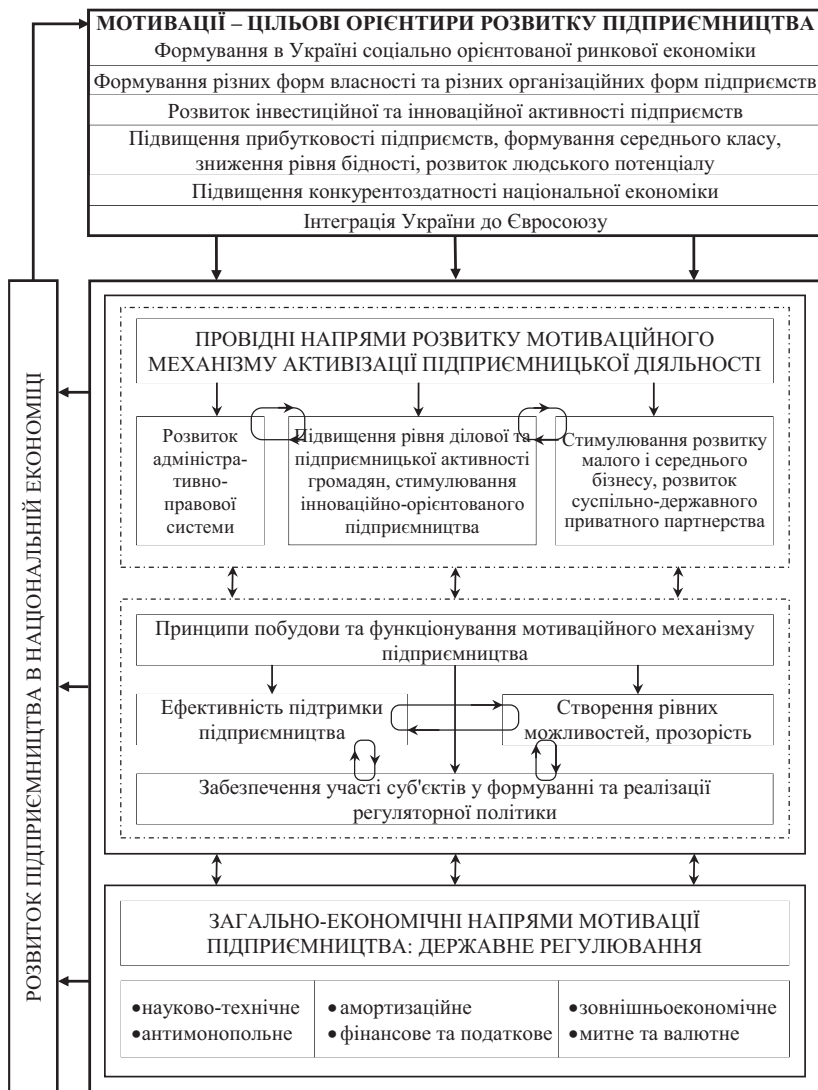 МОТИВАЦІЇ – ЦІЛЬОВІ ОРІЄНТИРИ РОЗВИТКУ ПІДПРИЄМНИЦТВА
Формування в Україні соціально орієнтованої ринкової економіки
Формування різних форм власності та різних організаційних форм підприємств
Розвиток інвестиційної та інноваційної активності підприємств
Підвищення прибутковості підприємств, формування середнього класу,
зниження рівня бідності, розвиток людського потенціалу
Підвищення конкурентоздатності національної економіки
Інтеграція України до Євросоюзу
РОЗВИТОК ПІДПРИЄМНИЦТВА В НАЦІОНАЛЬНІЙ ЕКОНОМІЦІ
ПРОВІДНІ НАПРЯМИ РОЗВИТКУ МОТИВАЦІЙНОГО
МЕХАНІЗМУ АКТИВІЗАЦІЇ ПІДПРИЄМНИЦЬКОЇ ДІЯЛЬНОСТІ
Розвиток
адміністра-
тивно-
правової
системи
Підвищення рівня ділової та
підприємницької активності
громадян, стимулювання
інноваційно-орієнтованого
підприємництва
Стимулювання розвитку
малого і середнього
бізнесу, розвиток
суспільно-державного
приватного партнерства
Принципи побудови та функціонування мотиваційного механізму
підприємництва
Ефективність підтримки
підприємництва
Створення рівних
можливостей, прозорість
Забезпечення участі суб'єктів у формуванні та реалізації
регуляторної політики
ЗАГАЛЬНО-ЕКОНОМІЧНІ НАПРЯМИ МОТИВАЦІЇ
ПІДПРИЄМНИЦТВА: ДЕРЖАВНЕ РЕГУЛЮВАННЯ
•науково-технічне
•антимонопольне
•амортизаційне
•фінансове та податкове
•зовнішньоекономічне
•митне та валютне